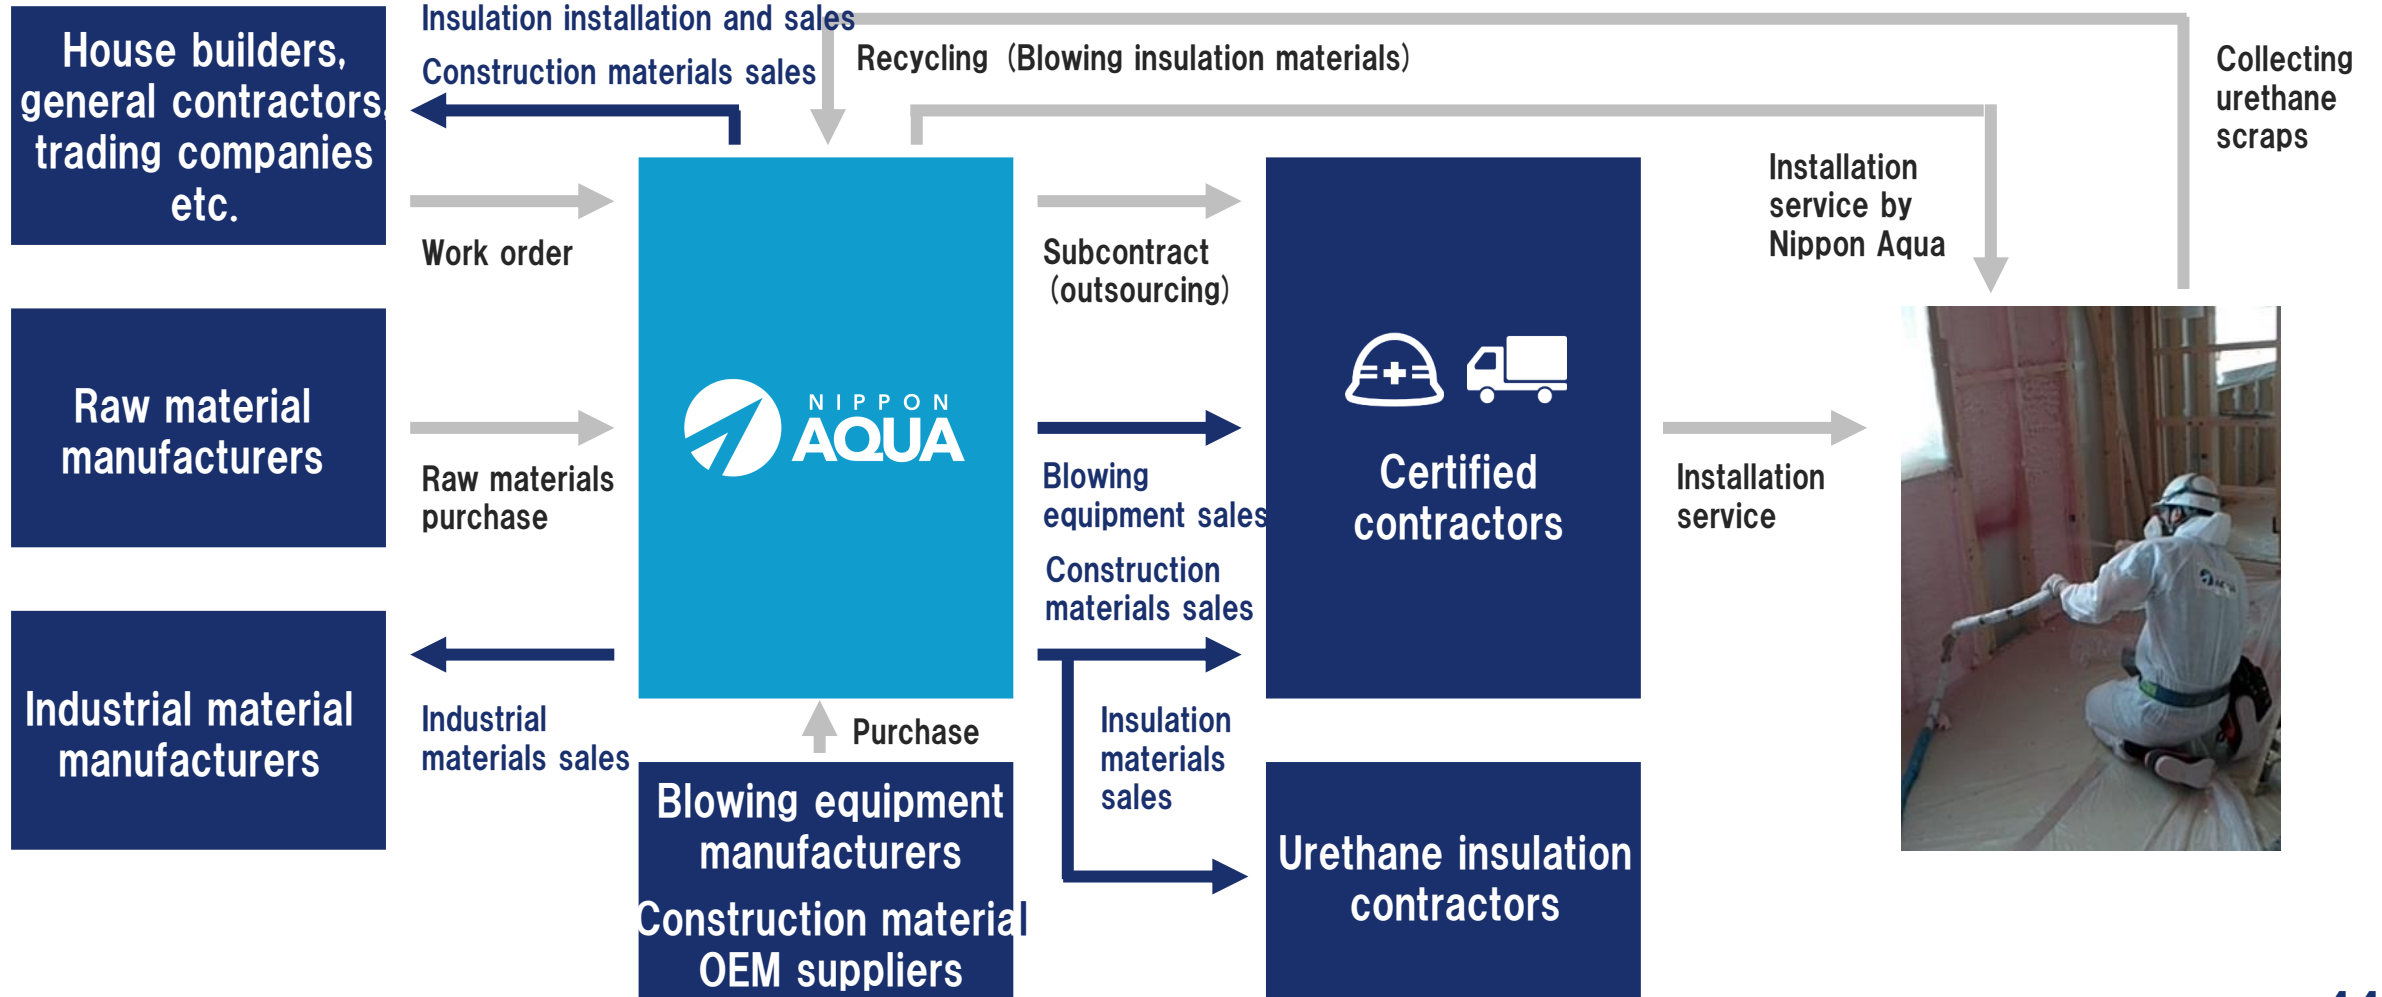 House builders,
general contractors,
trading companies
etc.
Insulation installation and sales
Construction materials sales
Recycling (Blowing insulation materials)
Collecting
urethane
scraps
Work order
Subcontract
(outsourcing)
Installation
service by
Nippon Aqua
Raw material
manufacturers
Raw materials
purchase
NIPPON
AQUA
Blowing
equipment sales
Certified
contractors
Installation
service
Construction
materials sales
Industrial material
manufacturers
Industrial
materials sales
Purchase
Insulation
materials
sales
Blowing equipment
manufacturers
Construction material
OEM suppliers
Urethane insulation
contractors